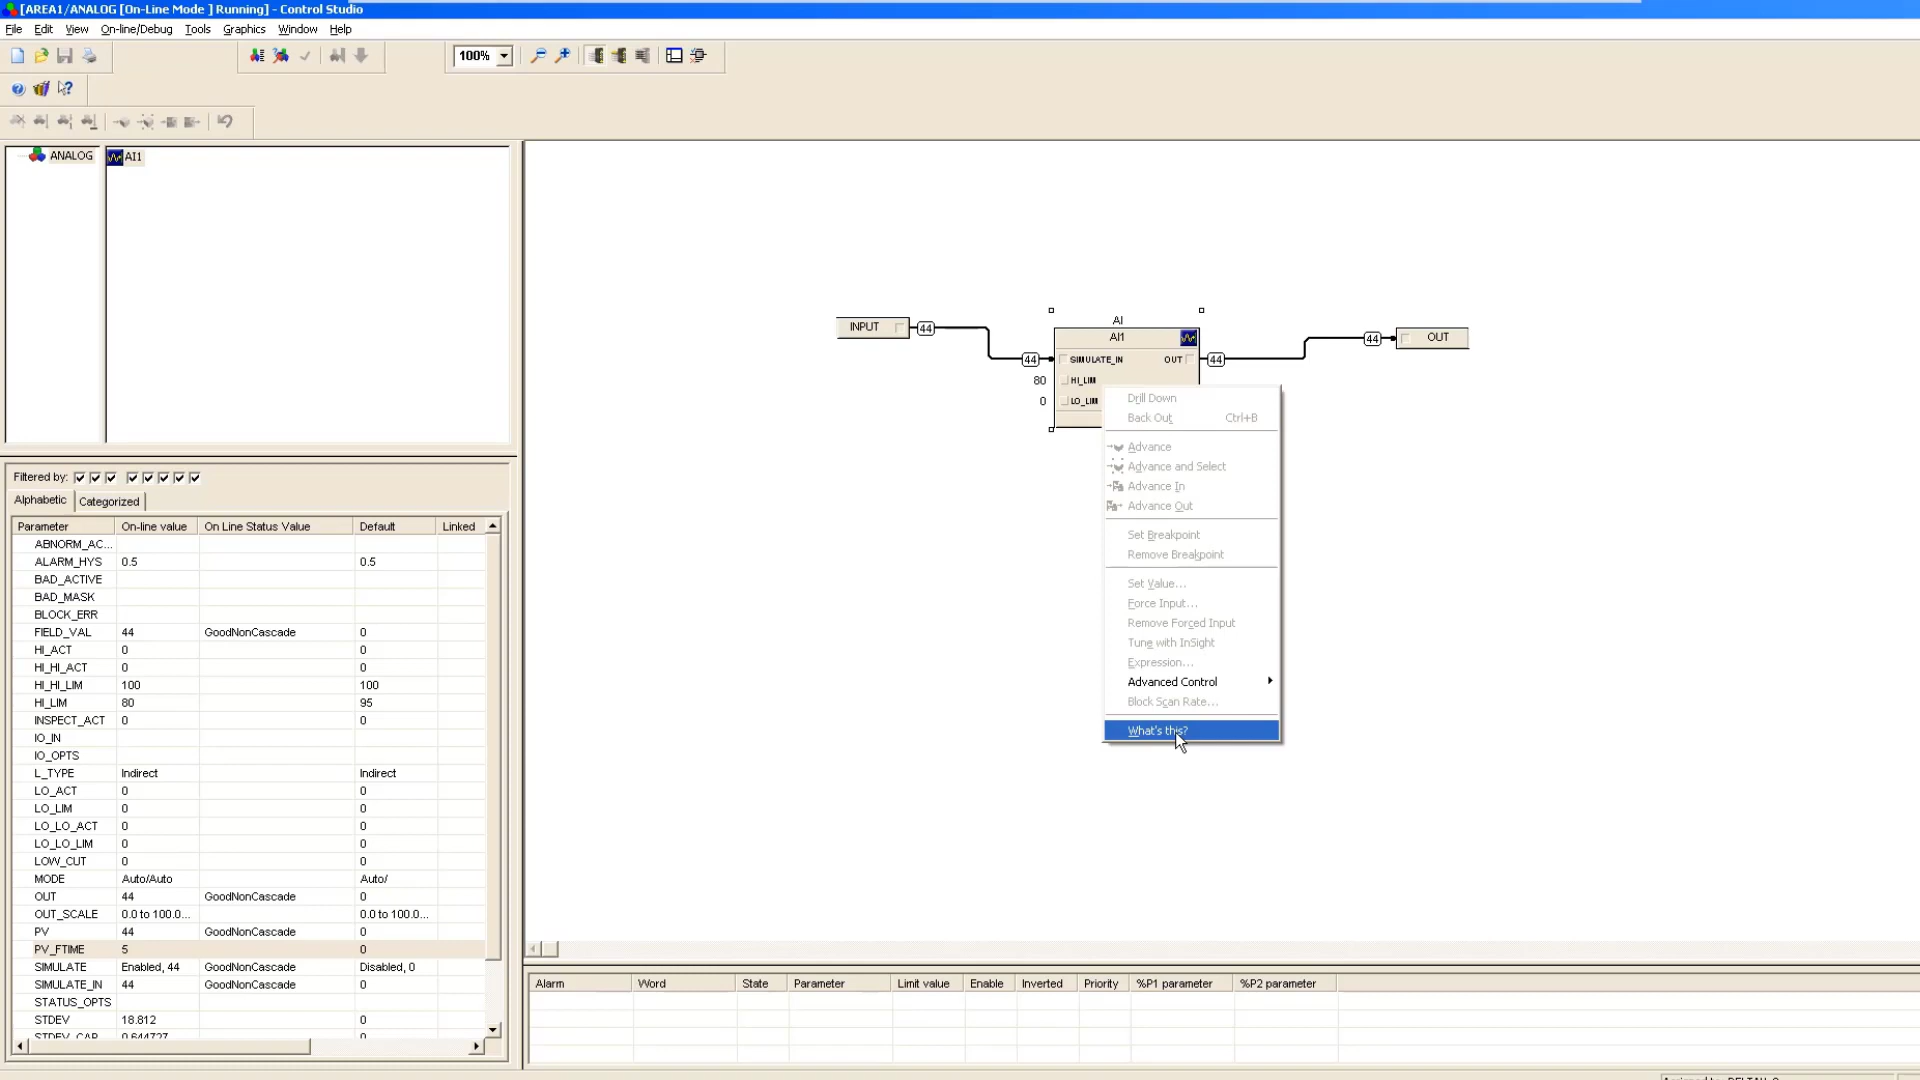 [AREA1/ANALOG [On-Line Mode ] Running] - Control Studio
File Edit View On-line/Debug Tools Graphics Window Help
100%
ANALOG
AI1
INPUT
44
44
80
0
AI
AI1
SIMULATE_IN OUT
HI_LIM
LO_LIM
44
44
OUT
Drill Down
Back Out Ctrl+B
Advance
Advance and Select
Advance In
Advance Out
Set Breakpoint
Remove Breakpoint
Set Value...
Force Input...
Remove Forced Input
Tune with InSight
Expression...
Advanced Control
Block Scan Rate...
What's this?
Filtered by:
Alphabetic Categorized
Parameter On-line value On Line Status Value Default Linked
ABNORM_AC...
ALARM_HYS 0.5 0.5
BAD_ACTIVE
BAD_MASK
BLOCK_ERR
FIELD_VAL 44 GoodNonCascade 0
HI_ACT 0 0
HI_HI_ACT 0 0
HI_HI_LIM 100 100
HI_LIM 80 95
INSPECT_ACT 0 0
IO_IN
IO_OPTS
L_TYPE Indirect Indirect
LO_ACT 0 0
LO_LIM 0 0
LO_LO_ACT 0 0
LO_LO_LIM 0 0
LOW_CUT 0 0
MODE Auto/Auto Auto/
OUT 44 GoodNonCascade 0
OUT_SCALE 0.0 to 100.0... 0.0 to 100.0...
PV 44 GoodNonCascade 0
PV_FTIME 5 0
SIMULATE Enabled, 44 GoodNonCascade Disabled, 0
SIMULATE_IN 44 GoodNonCascade 0
STATUS_OPTS
STDEV 18.812 0
STDEV_CAP 0.644727
Alarm Word State Parameter Limit value Enable Inverted Priority %P1 parameter %P2 parameter